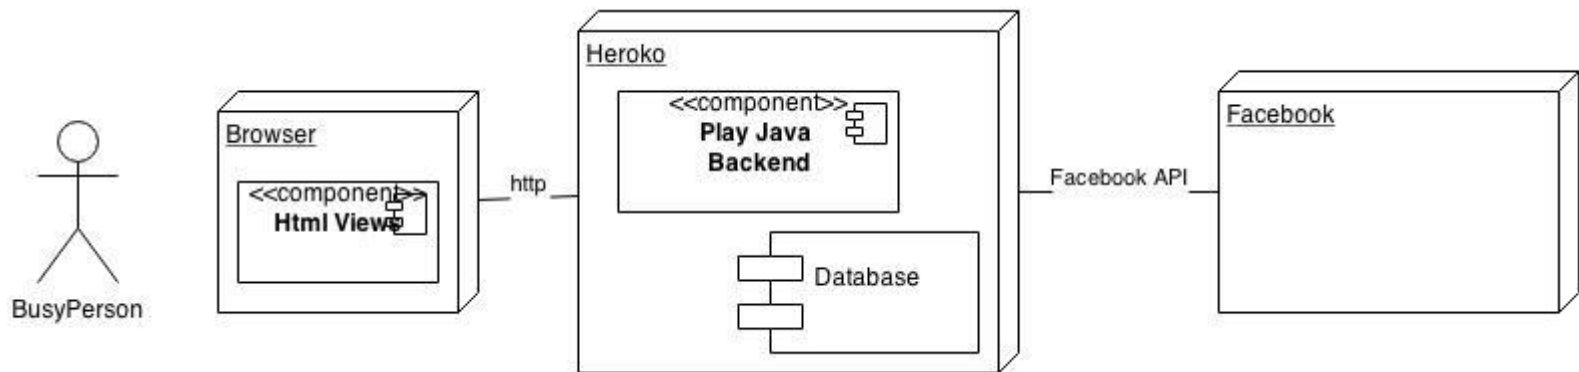 BusyPerson
Browser
<<component>>
Html Views
http
Heroko
<<component>>
Play Java
Backend
Database
Facebook API
Facebook